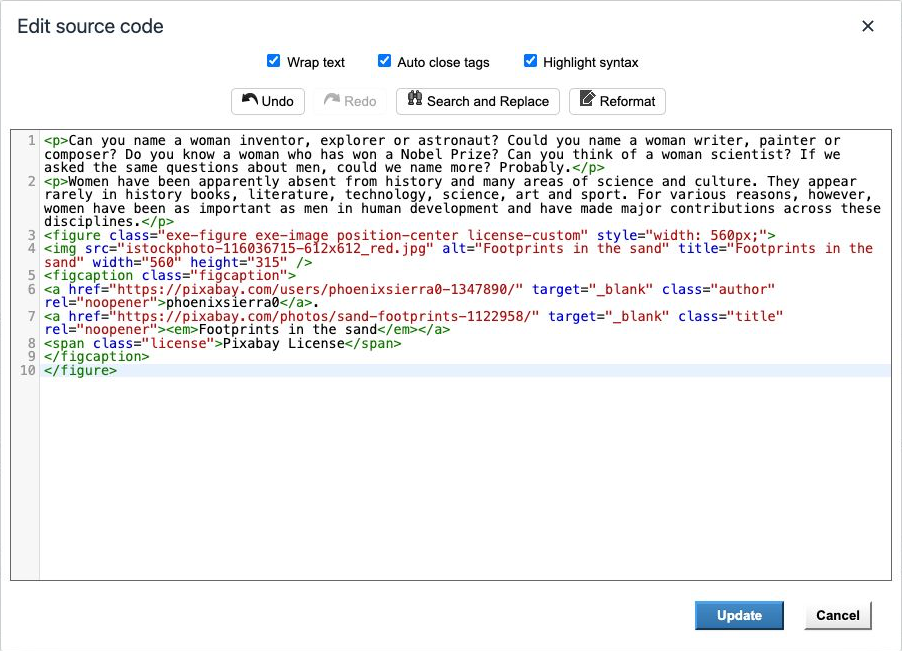 Edit source code
Wrap text Auto close tags Highlight syntax
Undo Redo Search and Replace Reformat
1 <p>Can you name a woman inventor, explorer or astronaut? Could you name a woman writer, painter or
composer? Do you know a woman who has won a Nobel Prize? Can you think of a woman scientist? If we
asked the same questions about men, could we name more? Probably.</p>
2 <p>Women have been apparently absent from history and many areas of science and culture. They appear
rarely in history books, literature, technology, science, art and sport. For various reasons, however,
women have been as important as men in human development and have made major contributions across these
disciplines.</p>
3 <figure class="exe-figure exe-image position-center license-custom" style="width: 560px;">
4 <img src="istockphoto-116036715-612x612_red.jpg" alt="Footprints in the sand" title="Footprints in the
sand" width="560" height="315" />
5 <figcaption class="figcaption">
6 <a href="https://pixabay.com/users/phoenixsierra0-1347890/" target="_blank" class="author"
rel="noopener">phoenixsierra0</a>.
7 <a href="https://pixabay.com/photos/sand-footprints-1122958/" target="_blank" class="title"
rel="noopener"><em>Footprints in the sand</em></a>
8 <span class="license">Pixabay License</span>
9 </figcaption>
10 </figure>
Update Cancel